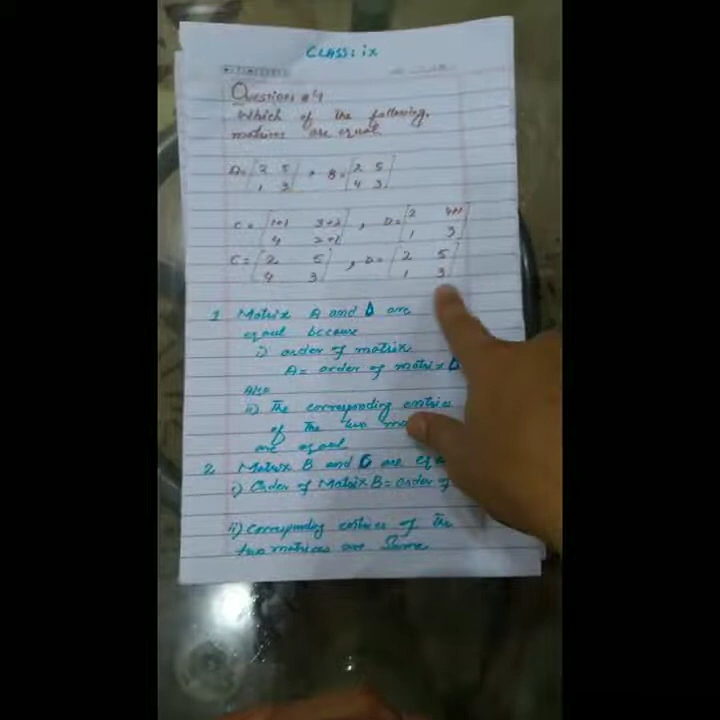 CLASS: ix
Question #4
Which of the following.
matrices are equal
A= [2 5 , B= [2 5
1 3] 4 3]
C = [1+1 3+2] , D= [2 4+1
4 1 3]
C= [2 5 , D= [2 5
4 3] 1 3]
1 Matrix A and D are
equal because
i) order of matrix
A= order of matrix D
Also
ii) The corresponding entries
of the two
are equal
2 Matrix B and C are
i) Order of Matrix B= order of
ii) Corresponding entries of the
two matrices are same